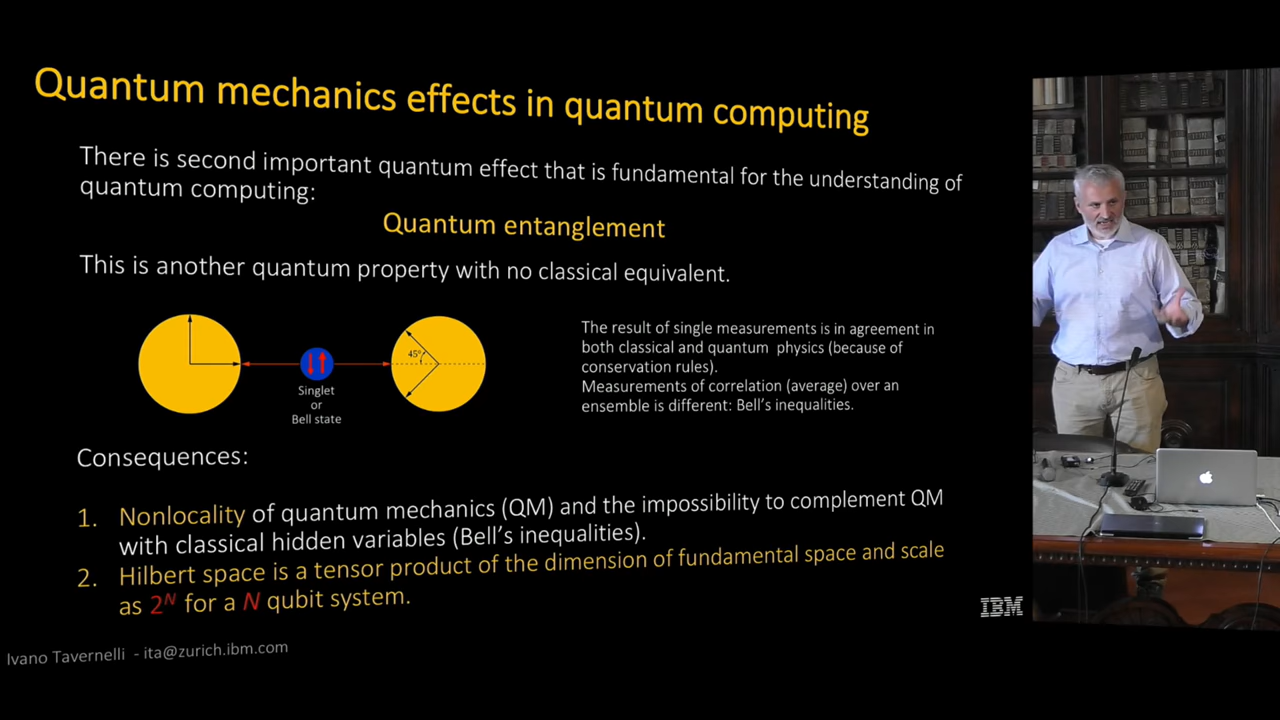 Quantum mechanics effects in quantum computing
There is second important quantum effect that is fundamental for the understanding of
quantum computing:
Quantum entanglement
This is another quantum property with no classical equivalent.
45°
Singlet
or
Bell state
The result of single measurements is in agreement in
both classical and quantum physics (because of
conservation rules).
Measurements of correlation (average) over an
ensemble is different: Bell's inequalities.
Consequences:
1. Nonlocality of quantum mechanics (QM) and the impossibility to complement QM
with classical hidden variables (Bell's inequalities).
2. Hilbert space is a tensor product of the dimension of fundamental space and scale
as 2ᴺ for a N qubit system.
IBM
Ivano Tavernelli - ita@zurich.ibm.com